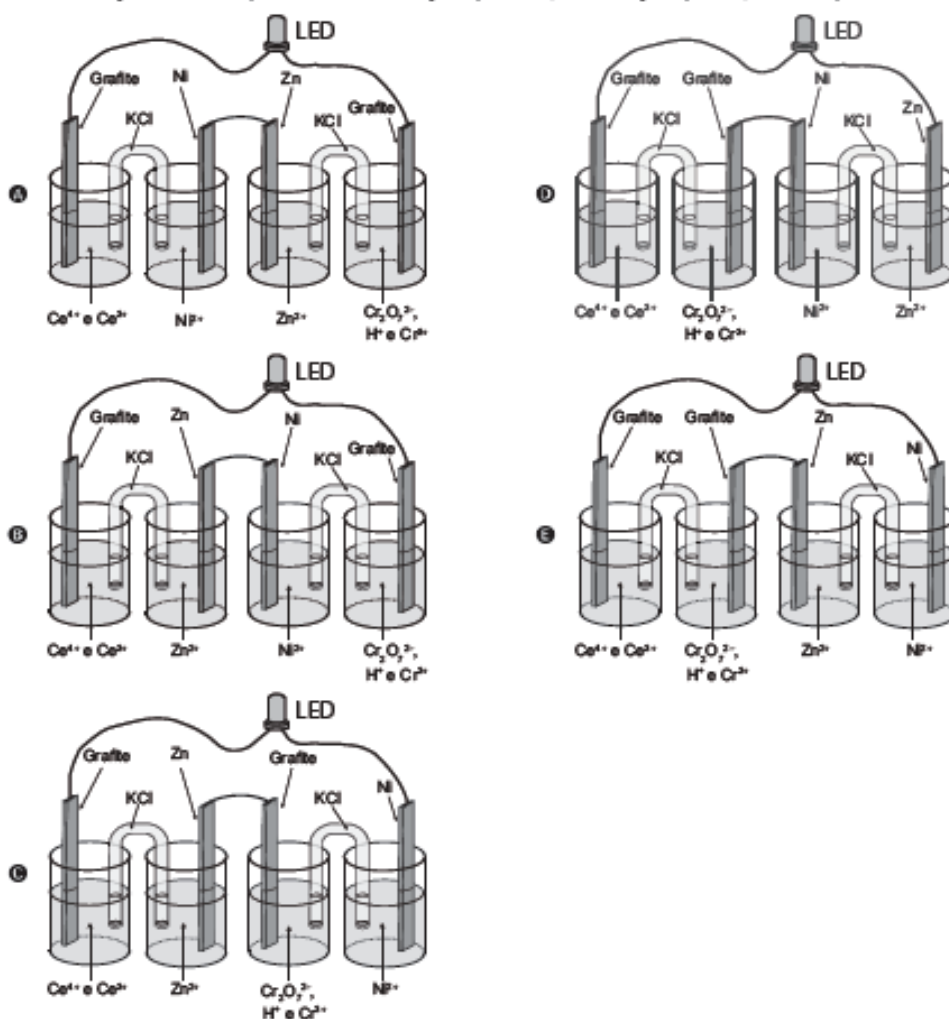 LED
Grafite
Ni
Zn
Grafite
KCl
KCl
A
Ce⁴⁺ e Ce³⁺
Ni²⁺
Zn²⁺
Cr₂O₇²⁻,
H⁺ e Cr³⁺
LED
Grafite
Grafite
Ni
Zn
KCl
KCl
D
Ce⁴⁺ e Ce³⁺
Cr₂O₇²⁻,
H⁺ e Cr³⁺
Ni²⁺
Zn²⁺
LED
Grafite
Zn
Ni
Grafite
KCl
KCl
B
Ce⁴⁺ e Ce³⁺
Zn²⁺
Ni²⁺
Cr₂O₇²⁻,
H⁺ e Cr³⁺
LED
Grafite
Grafite
Zn
Ni
KCl
KCl
E
Ce⁴⁺ e Ce³⁺
Cr₂O₇²⁻,
H⁺ e Cr³⁺
Zn²⁺
Ni²⁺
LED
Grafite
Zn
Grafite
Ni
KCl
KCl
C
Ce⁴⁺ e Ce³⁺
Zn²⁺
Cr₂O₇²⁻,
H⁺ e Cr³⁺
Ni²⁺